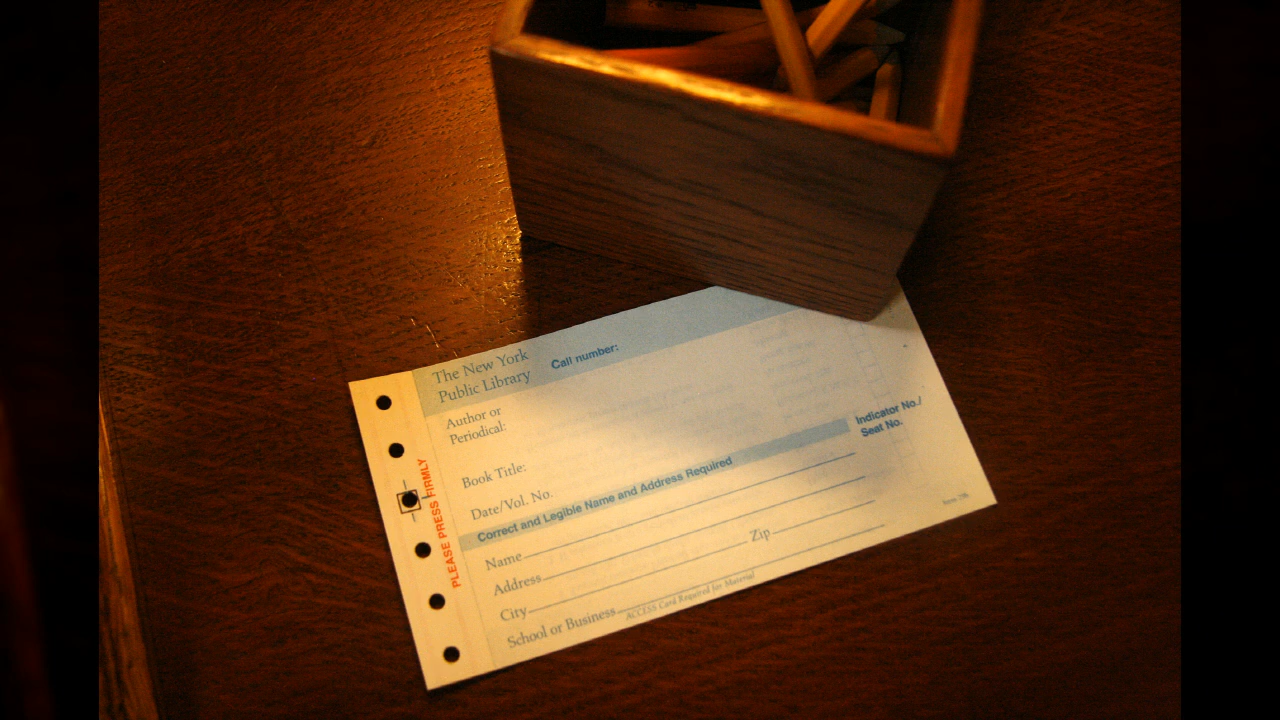 The New York
Public Library
Call number:
Author or
Periodical:
Indicator No./
Seat No.
Book Title:
Date/Vol. No.
Correct and Legible Name and Address Required
Name
Address
City
Zip
School or Business
ACCESS Card Required for Material
PLEASE PRESS FIRMLY